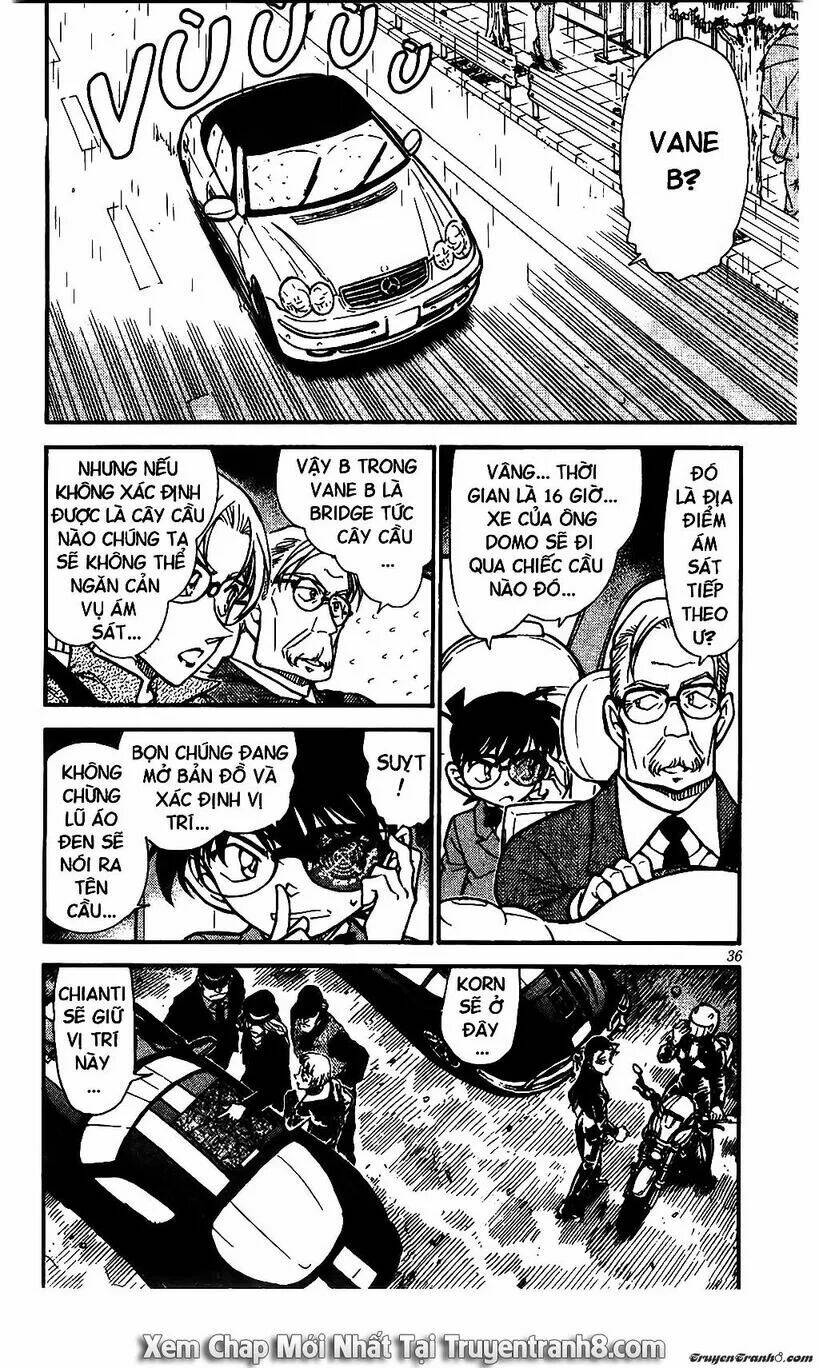 VÙÙÙÙ
VANE
B?
ĐÓ
LÀ ĐỊA
ĐIỂM
ÁM
SÁT
TIẾP
THEO
Ư?
VÂNG... THỜI
GIAN LÀ 16 GIỜ...
XE CỦA ÔNG
DOMO SẼ ĐI
QUA CHIẾC CẦU
NÀO ĐÓ...
VẬY B TRONG
VANE B LÀ
BRIDGE TỨC
CÂY CẦU
...
NHƯNG NẾU
KHÔNG XÁC ĐỊNH
ĐƯỢC LÀ CÂY CẦU
NÀO CHÚNG TA
SẼ KHÔNG THỂ
NGĂN CẢN
VỤ ÁM
SÁT...
SUỴT
!
BỌN CHÚNG ĐANG
MỞ BẢN ĐỒ VÀ
XÁC ĐỊNH VỊ
TRÍ...
KHÔNG
CHỪNG
LŨ ÁO
ĐEN SẼ
NÓI RA
TÊN
CẦU...
36
KORN
SẼ Ở
ĐÂY
...
CHIANTI
SẼ GIỮ
VỊ TRÍ
NÀY
...
Xem Chap Mới Nhất Tại Truyentranh8.com
TruyenTranh8.com